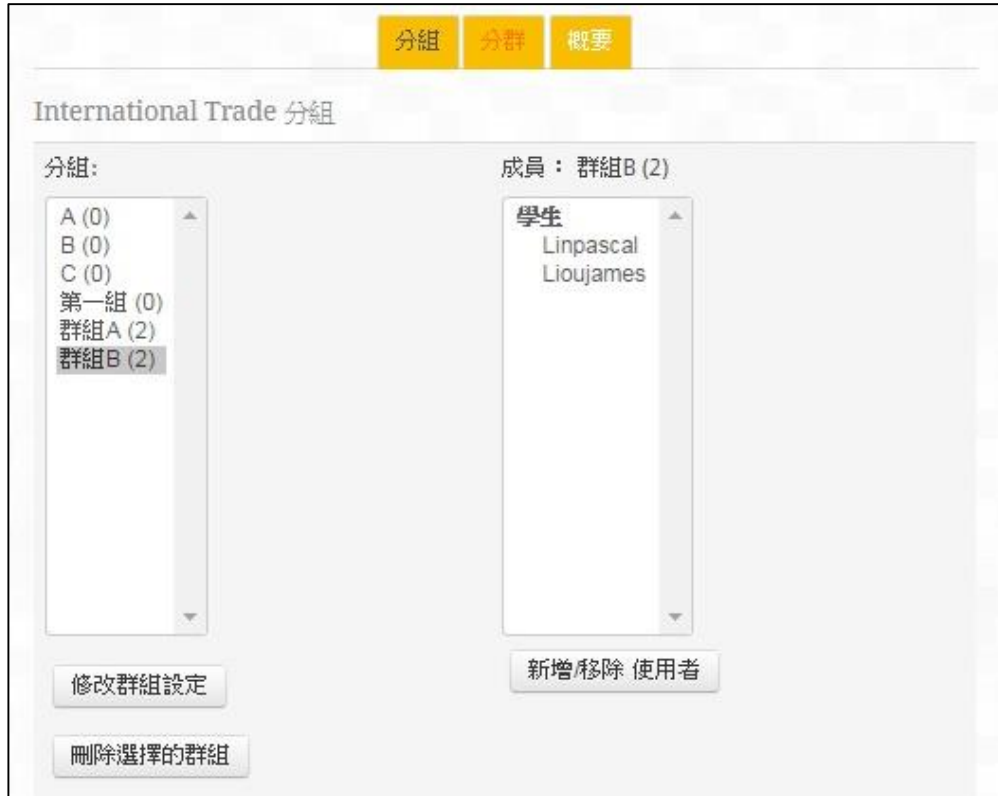 分組 分群 概要
International Trade 分組
分組:
A (0)
B (0)
C (0)
第一組 (0)
群組A (2)
群組B (2)
修改群組設定
刪除選擇的群組
成員： 群組B (2)
學生
Linpascal
Lioujames
新增/移除 使用者